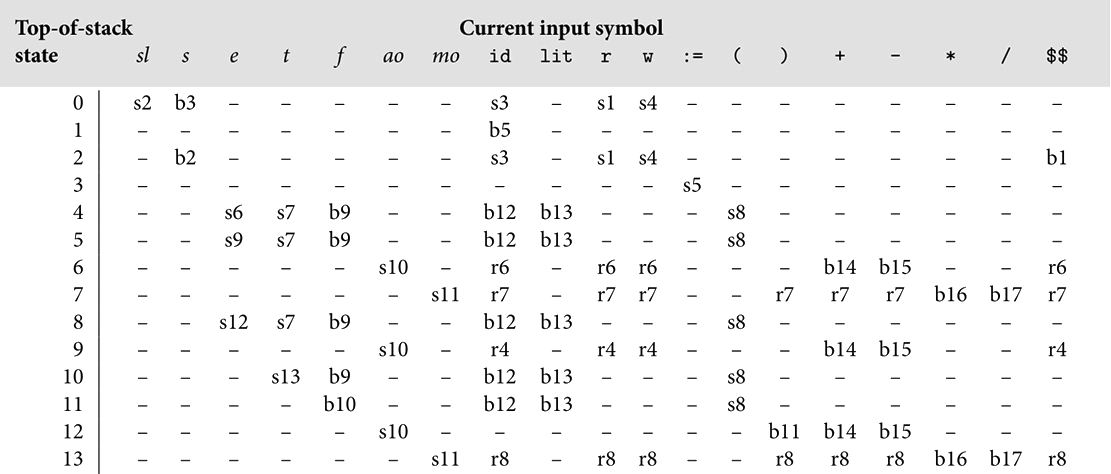 Top-of-stack Current input symbol
state sl s e t f ao mo id lit r w := ( ) + - * / $$
0 s2 b3 – – – – – s3 – s1 s4 – – – – – – – –
1 – – – – – – – b5 – – – – – – – – – – –
2 – b2 – – – – – s3 – s1 s4 – – – – – – – b1
3 – – – – – – – – – – – s5 – – – – – – –
4 – – s6 s7 b9 – – b12 b13 – – – s8 – – – – – –
5 – – s9 s7 b9 – – b12 b13 – – – s8 – – – – – –
6 – – – – – s10 – r6 – r6 r6 – – – b14 b15 – – r6
7 – – – – – – s11 r7 – r7 r7 – – r7 r7 r7 b16 b17 r7
8 – – s12 s7 b9 – – b12 b13 – – – s8 – – – – – –
9 – – – – – s10 – r4 – r4 r4 – – – b14 b15 – – r4
10 – – – s13 b9 – – b12 b13 – – – s8 – – – – – –
11 – – – – b10 – – b12 b13 – – – s8 – – – – – –
12 – – – – – s10 – – – – – – – b11 b14 b15 – – –
13 – – – – – – s11 r8 – r8 r8 – – r8 r8 r8 b16 b17 r8